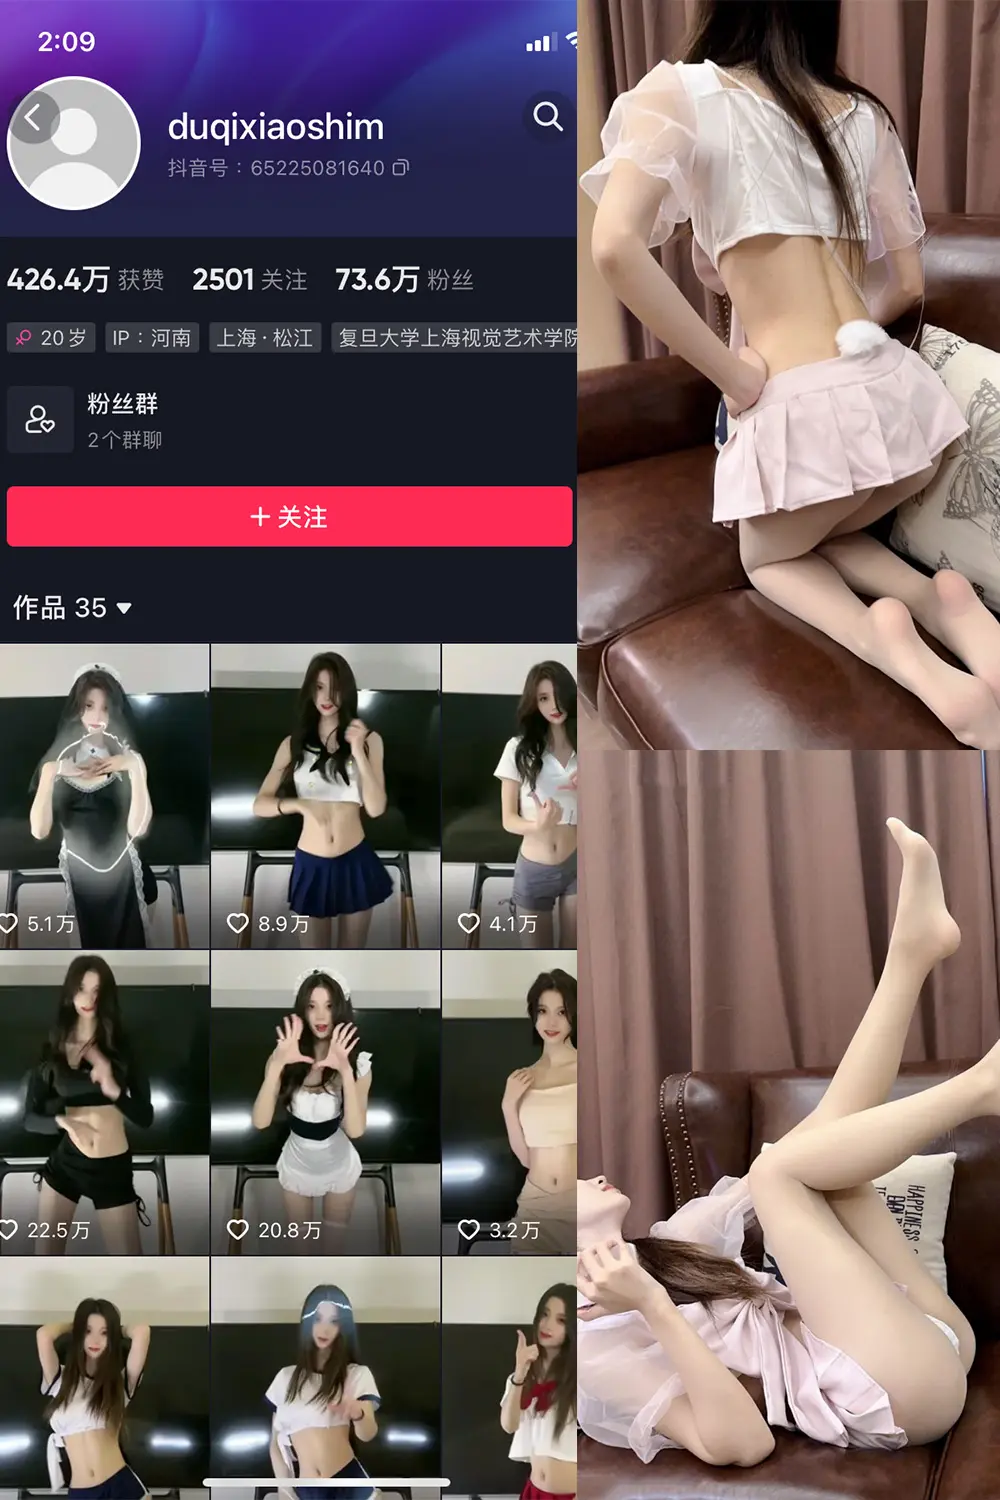 2:09
duqixiaoshim
抖音号：65225081640
426.4万 获赞 2501 关注 73.6万 粉丝
20岁 IP：河南 上海·松江 复旦大学上海视觉艺术学院
粉丝群
2个群聊
+ 关注
作品 35
5.1万 8.9万 4.1万
22.5万 20.8万 3.2万
HAPPINESS